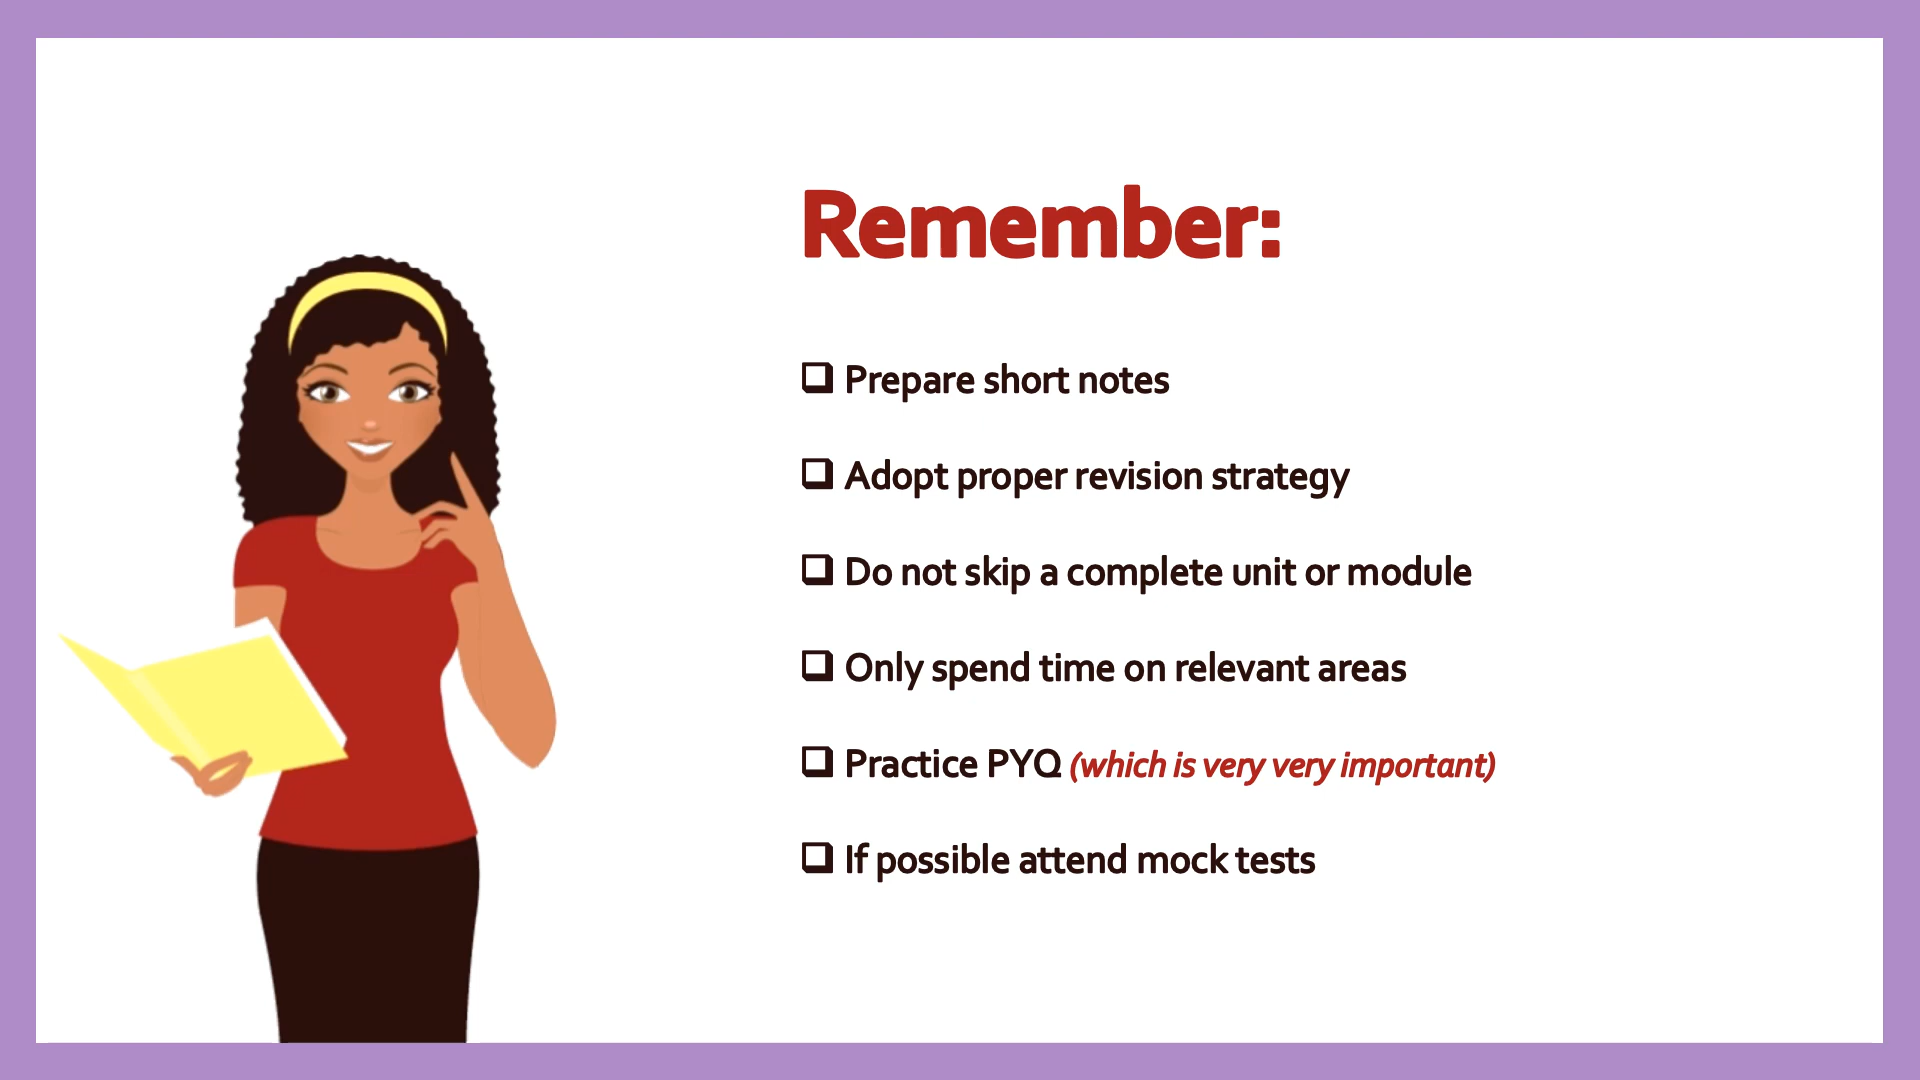 Remember:
❑ Prepare short notes
❑ Adopt proper revision strategy
❑ Do not skip a complete unit or module
❑ Only spend time on relevant areas
❑ Practice PYQ (which is very very important)
❑ If possible attend mock tests